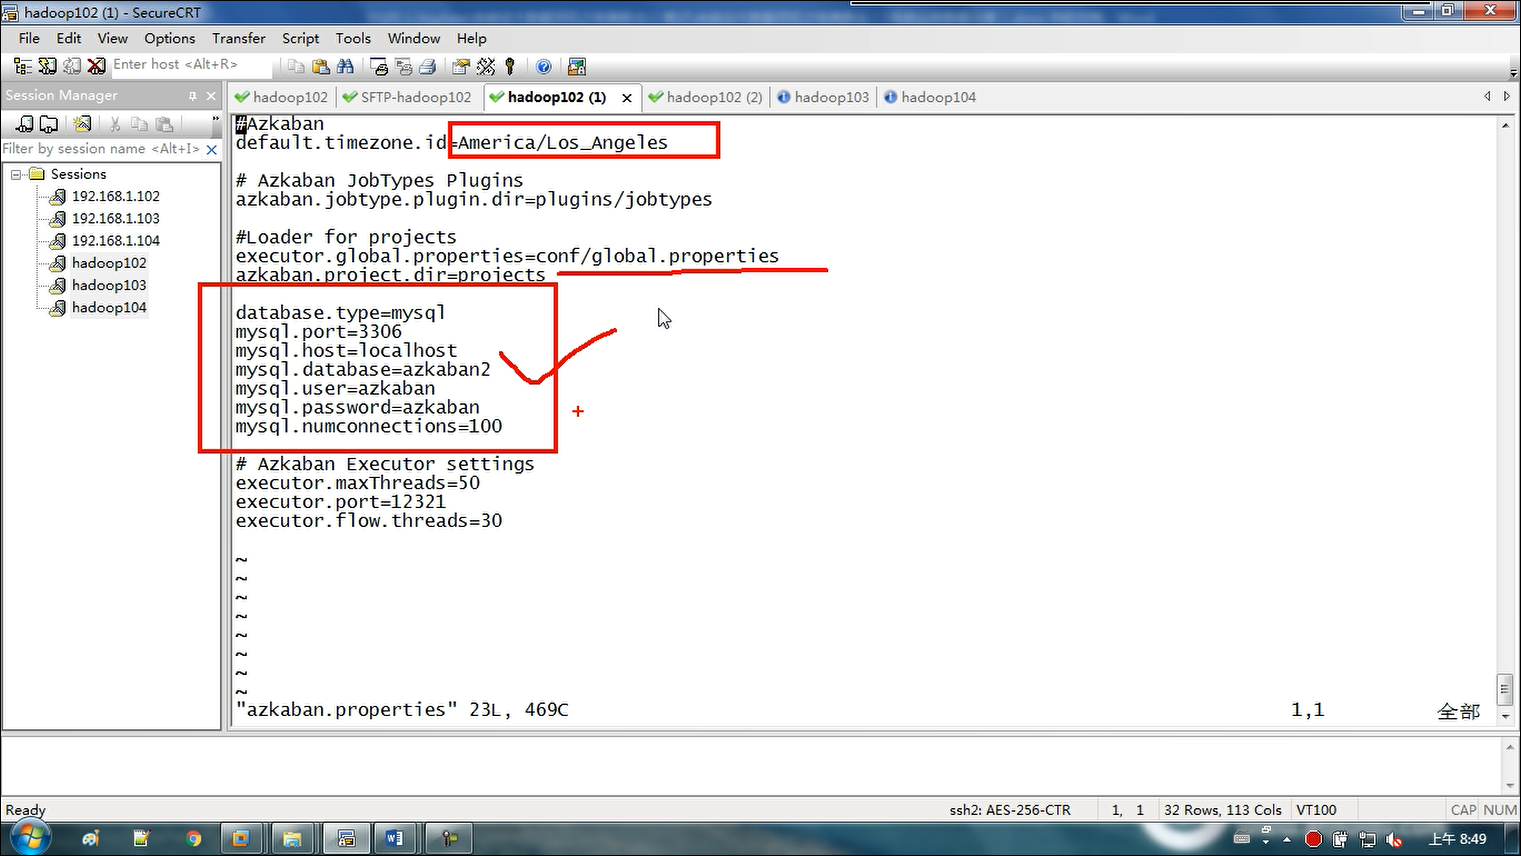 hadoop102 (1) - SecureCRT
File Edit View Options Transfer Script Tools Window Help
Enter host <Alt+R>
Session Manager
hadoop102 SFTP-hadoop102 hadoop102 (1) hadoop102 (2) hadoop103 hadoop104
Filter by session name <Alt+I>
Sessions
192.168.1.102
192.168.1.103
192.168.1.104
hadoop102
hadoop103
hadoop104
#Azkaban
default.timezone.id=America/Los_Angeles
# Azkaban JobTypes Plugins
azkaban.jobtype.plugin.dir=plugins/jobtypes
#Loader for projects
executor.global.properties=conf/global.properties
azkaban.project.dir=projects
database.type=mysql
mysql.port=3306
mysql.host=localhost
mysql.database=azkaban2
mysql.user=azkaban
mysql.password=azkaban
mysql.numconnections=100
# Azkaban Executor settings
executor.maxThreads=50
executor.port=12321
executor.flow.threads=30
~
~
~
~
~
~
~
~
"azkaban.properties" 23L, 469C 1,1 全部
Ready ssh2: AES-256-CTR 1, 1 32 Rows, 113 Cols VT100 CAP NUM
上午 8:49